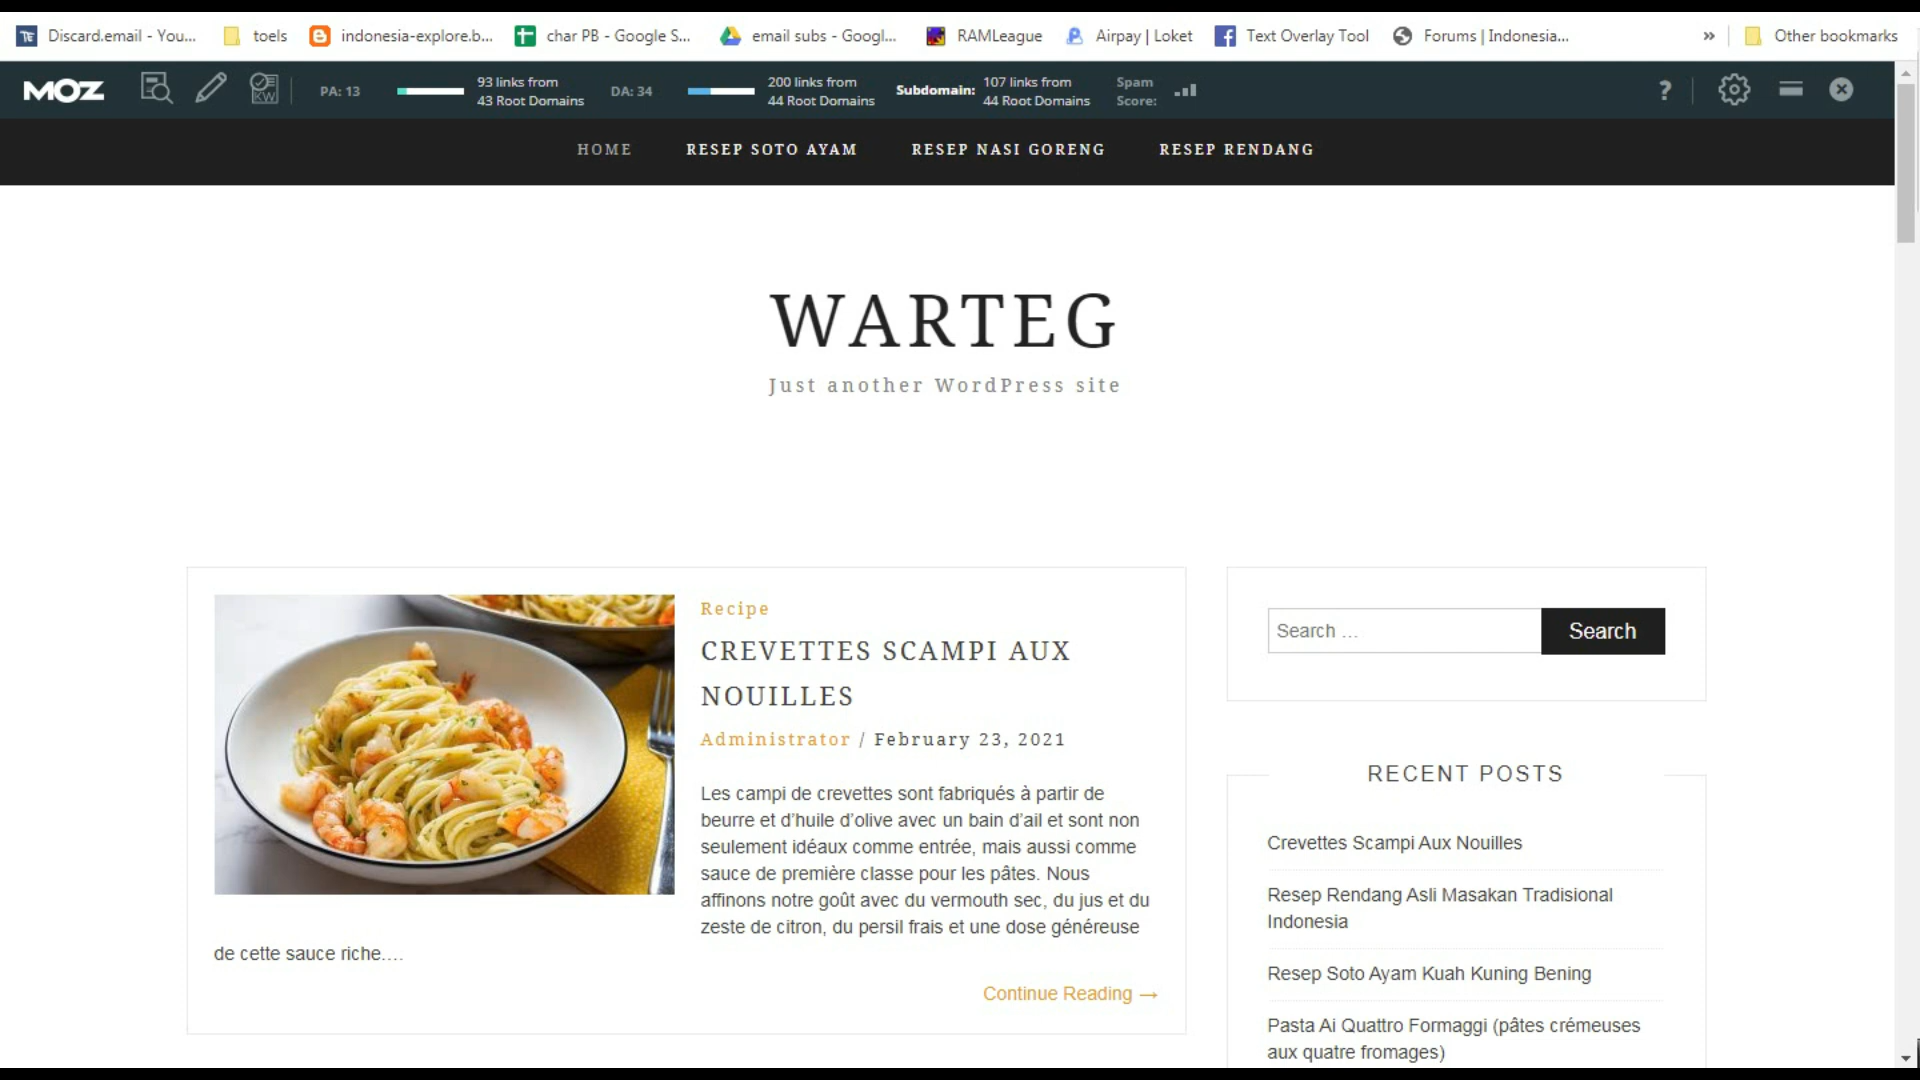 Discard.email - You... toels indonesia-explore.b... char PB - Google S... email subs - Googl... RAMLeague Airpay | Loket Text Overlay Tool Forums | Indonesia... » Other bookmarks
MOZ KW PA: 13 93 links from 43 Root Domains DA: 34 200 links from 44 Root Domains Subdomain: 107 links from 44 Root Domains Spam Score: ?
HOME RESEP SOTO AYAM RESEP NASI GORENG RESEP RENDANG
WARTEG
Just another WordPress site
Recipe
CREVETTES SCAMPI AUX
NOUILLES
Administrator / February 23, 2021
Les campi de crevettes sont fabriqués à partir de
beurre et d’huile d’olive avec un bain d’ail et sont non
seulement idéaux comme entrée, mais aussi comme
sauce de première classe pour les pâtes. Nous
affinons notre goût avec du vermouth sec, du jus et du
zeste de citron, du persil frais et une dose généreuse
de cette sauce riche.…
Continue Reading →
Search …
Search
RECENT POSTS
Crevettes Scampi Aux Nouilles
Resep Rendang Asli Masakan Tradisional
Indonesia
Resep Soto Ayam Kuah Kuning Bening
Pasta Ai Quattro Formaggi (pâtes crémeuses
aux quatre fromages)